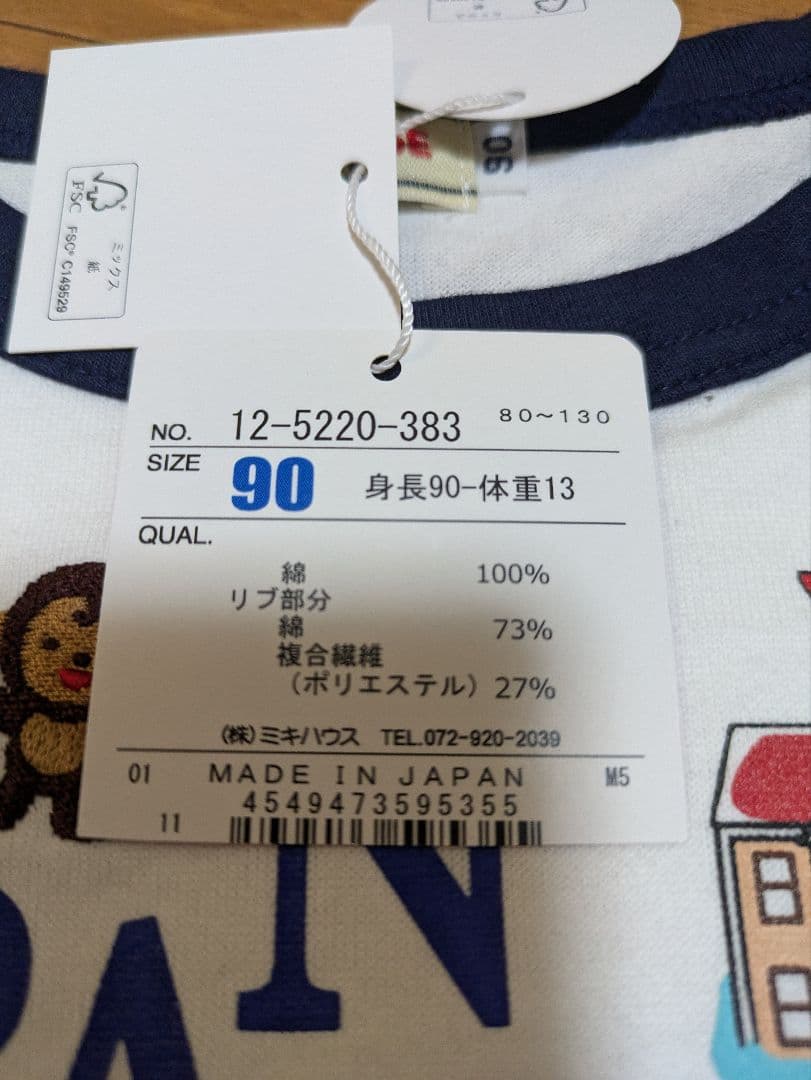 90
FSC
FSC® C149529
ミックス
紙
NO. 12-5220-383 80~130
SIZE 90 身長90-体重13
QUAL.
綿 100%
リブ部分
綿 73%
複合繊維
(ポリエステル) 27%
(株)ミキハウス TEL.072-920-2039
01 MADE IN JAPAN M5
4549473595355
11
PAN